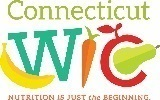 Connecticut
WIC
NUTRITION IS JUST the BEGINNING.